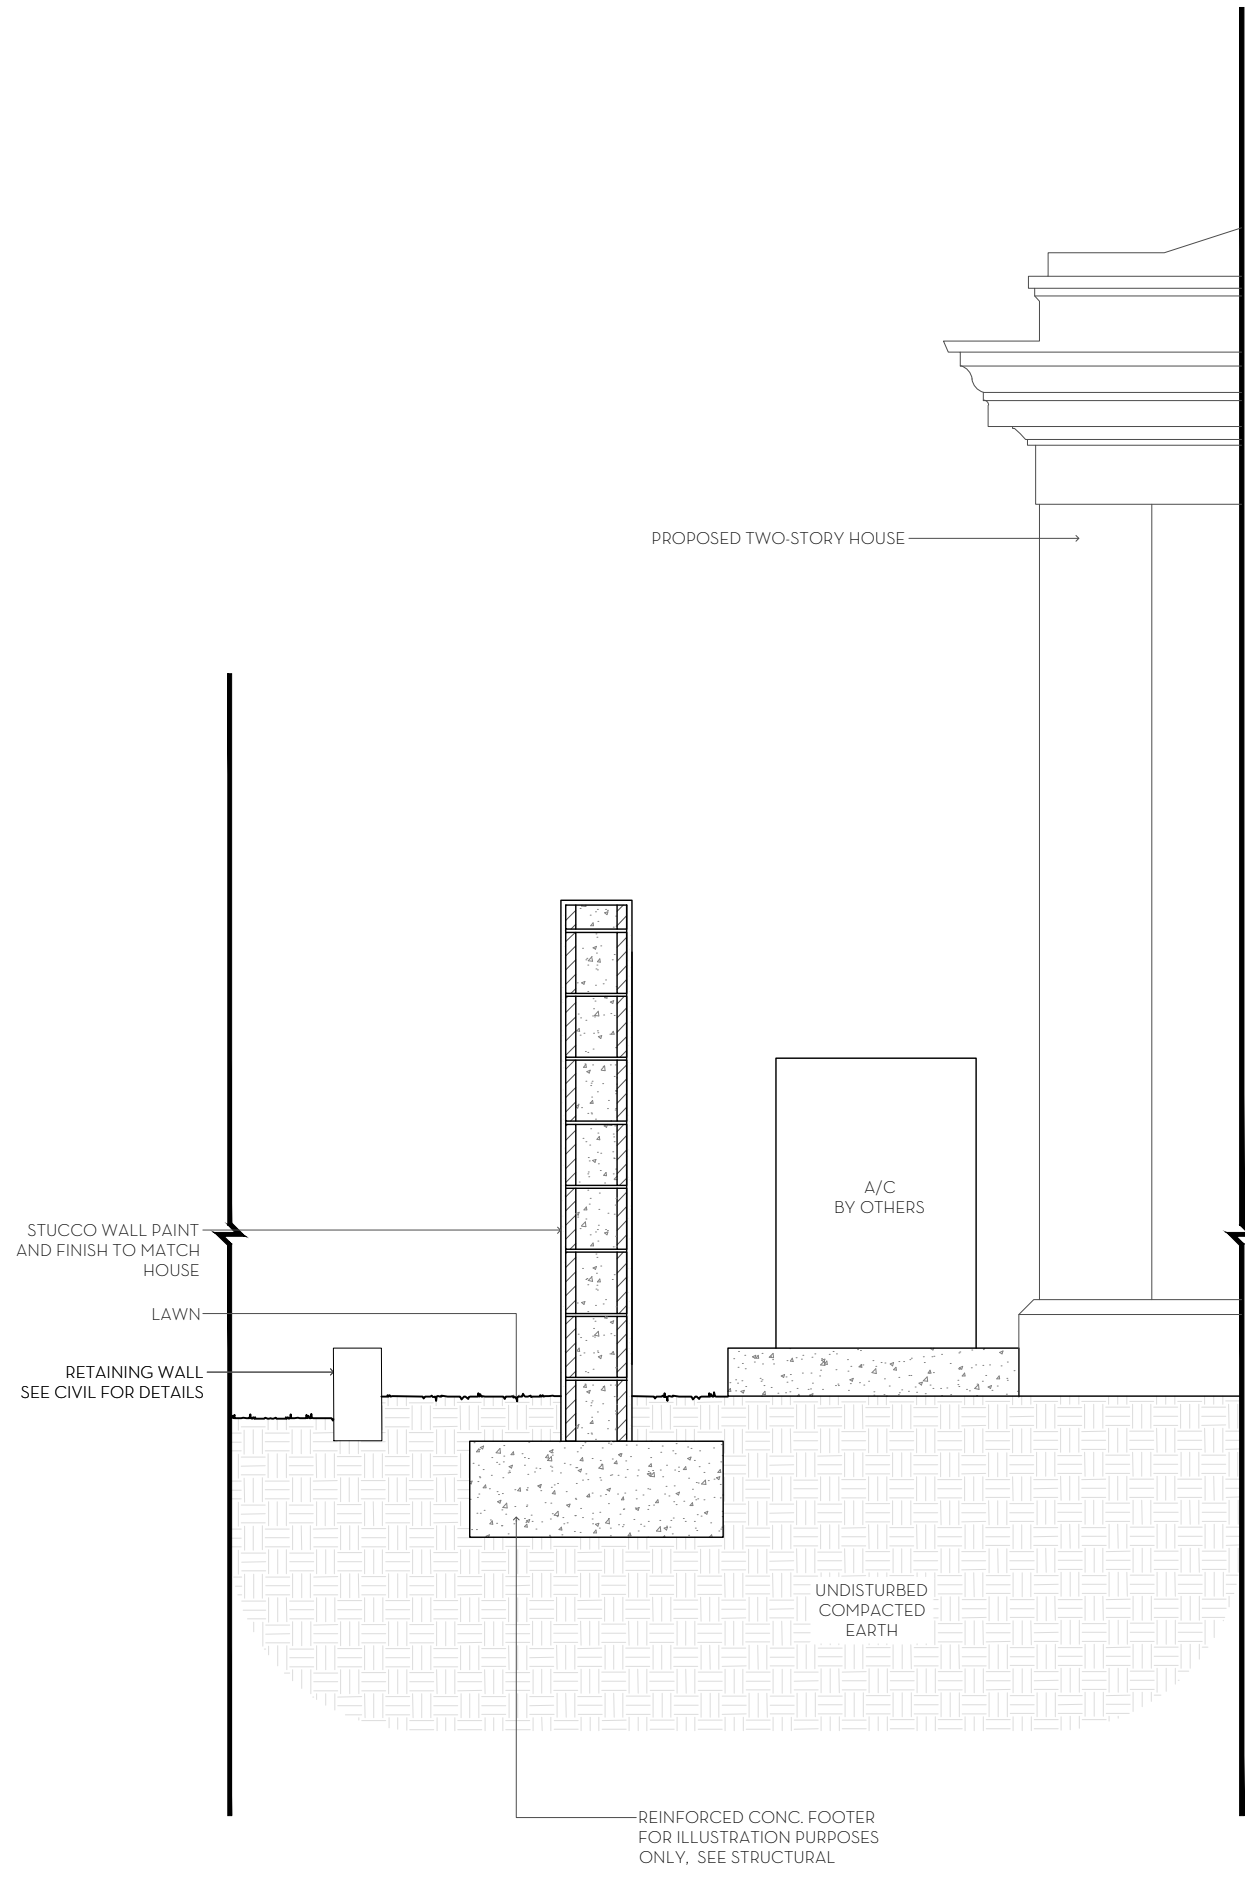 PROPOSED TWO-STORY HOUSE
A/C
BY OTHERS
STUCCO WALL PAINT
AND FINISH TO MATCH
HOUSE
LAWN
RETAINING WALL
SEE CIVIL FOR DETAILS
UNDISTURBED
COMPACTED
EARTH
REINFORCED CONC. FOOTER
FOR ILLUSTRATION PURPOSES
ONLY, SEE STRUCTURAL